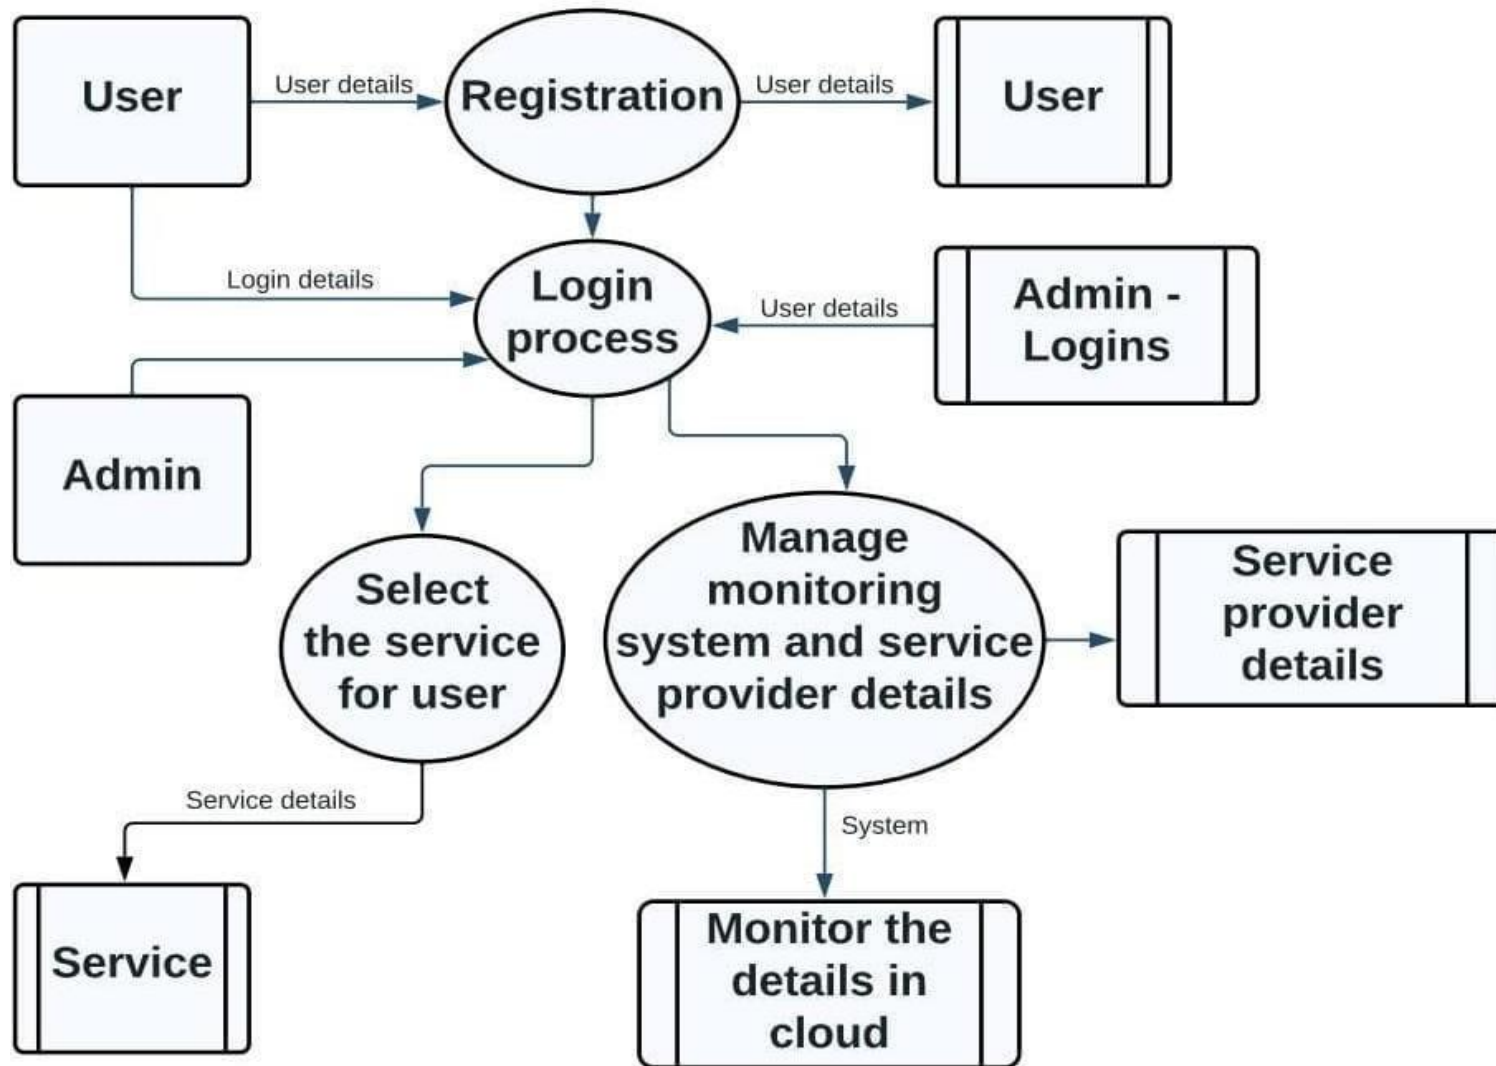 User
User details
Registration
User details
User
Login details
Login
process
User details
Admin -
Logins
Admin
Select
the service
for user
Manage
monitoring
system and service
provider details
Service
provider
details
Service details
System
Service
Monitor the
details in
cloud